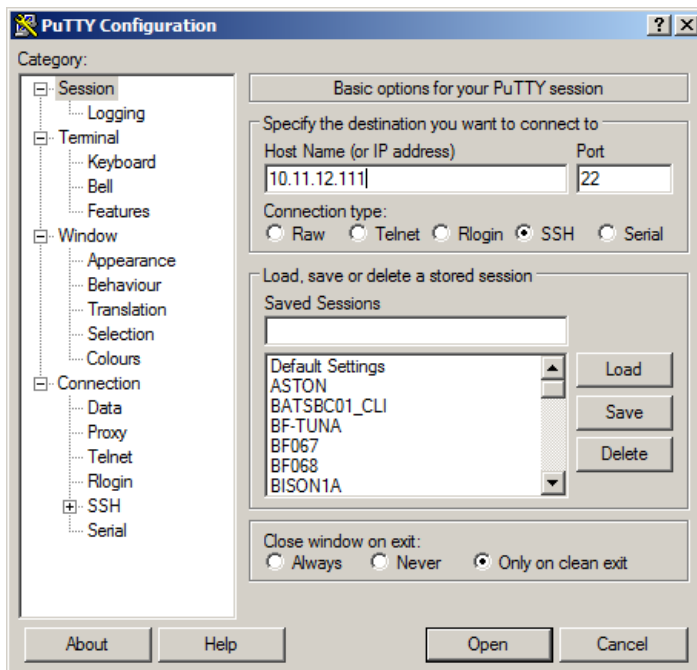 PuTTY Configuration
Category:
Session
Logging
Terminal
Keyboard
Bell
Features
Window
Appearance
Behaviour
Translation
Selection
Colours
Connection
Data
Proxy
Telnet
Rlogin
SSH
Serial
Basic options for your PuTTY session
Specify the destination you want to connect to
Host Name (or IP address) Port
10.11.12.111 22
Connection type:
Raw Telnet Rlogin SSH Serial
Load, save or delete a stored session
Saved Sessions
Default Settings
ASTON
BATSBC01_CLI
BF-TUNA
BF067
BF068
BISON1A
Load
Save
Delete
Close window on exit:
Always Never Only on clean exit
About Help Open Cancel